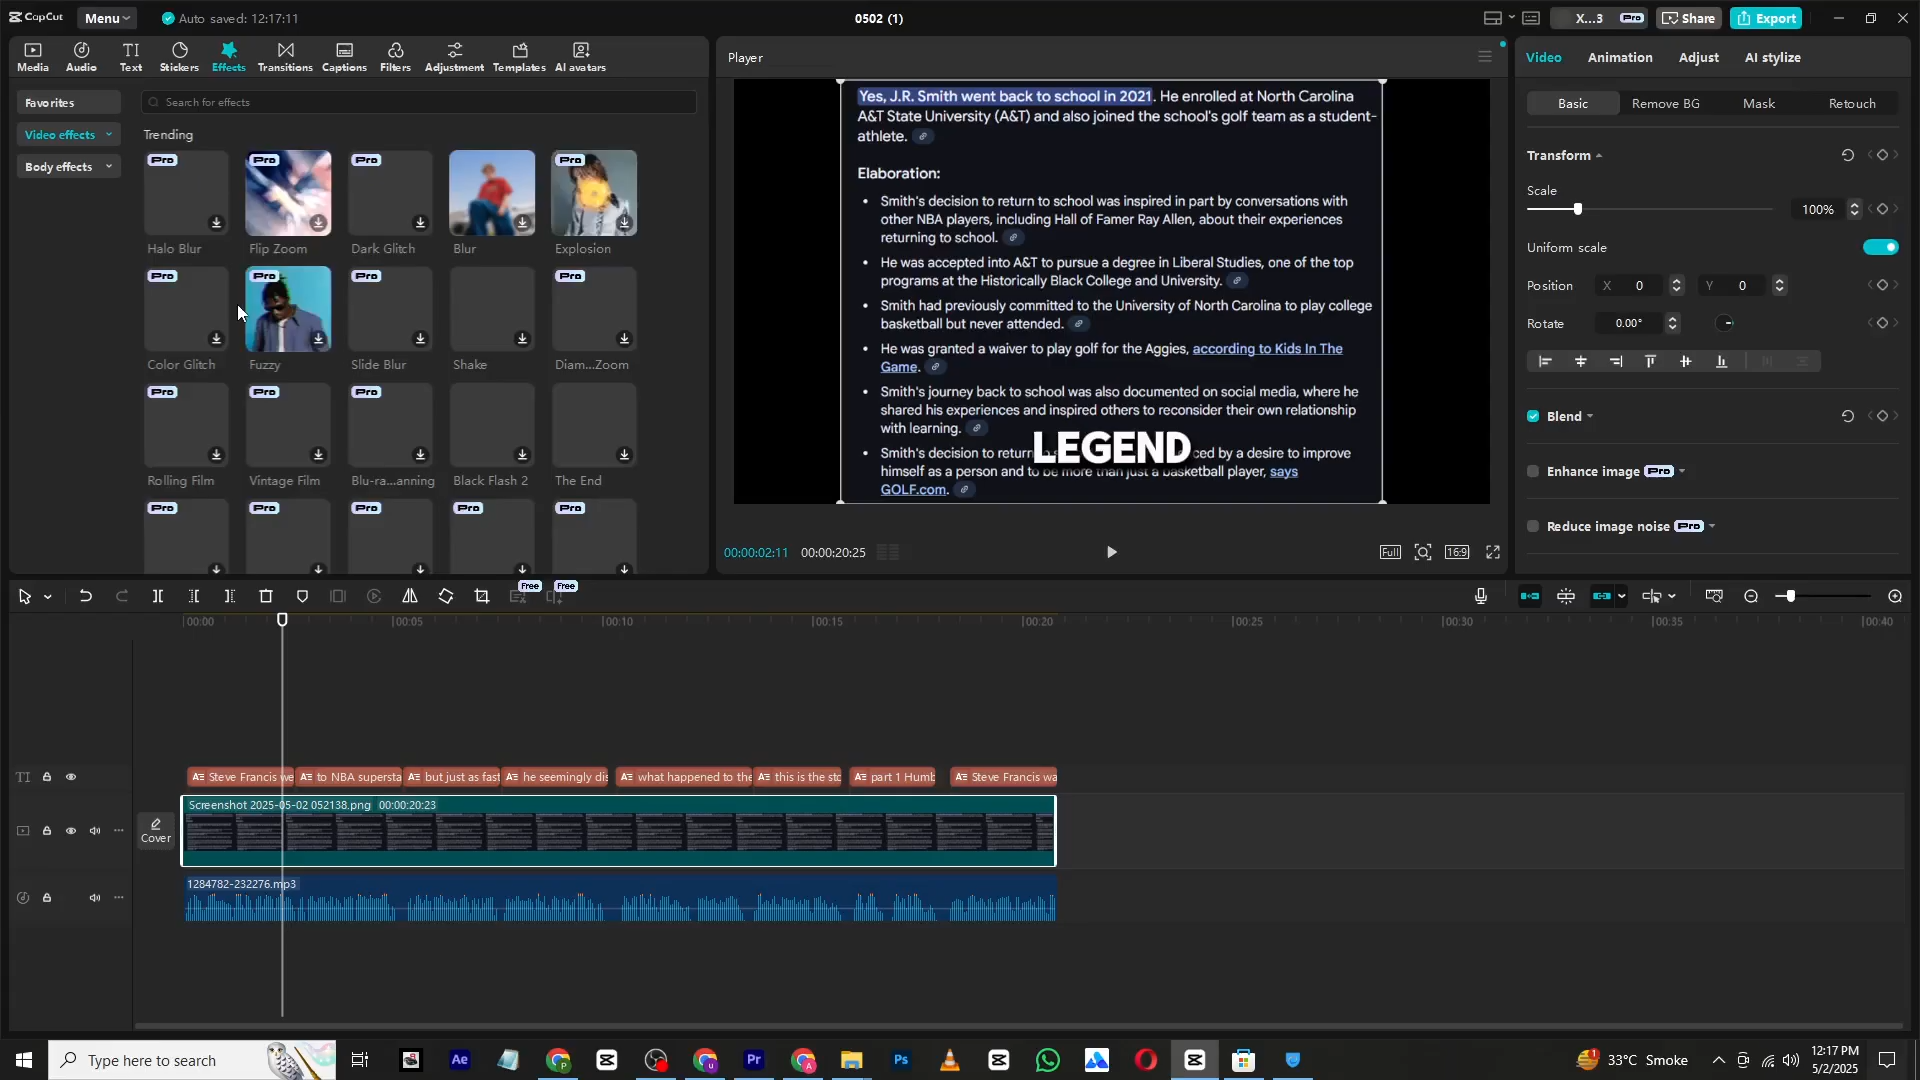 CapCut
Menu
Auto saved: 12:17:11
0502 (1)
X...3
Pro
Share
Export
Media
Audio
Text
Stickers
Effects
Transitions
Captions
Filters
Adjustment
Templates
AI avatars
Favorites
Video effects
Body effects
Search for effects
Trending
Pro
Pro
Pro
Pro
Halo Blur
Flip Zoom
Dark Glitch
Blur
Explosion
Pro
Pro
Pro
Pro
Color Glitch
Fuzzy
Slide Blur
Shake
Diam...Zoom
Pro
Pro
Pro
Rolling Film
Vintage Film
Blu-ra...anning
Black Flash 2
The End
Pro
Pro
Pro
Pro
Pro
Player
Yes, J.R. Smith went back to school in 2021. He enrolled at North Carolina
A&T State University (A&T) and also joined the school's golf team as a student-
athlete.
Elaboration:
• Smith's decision to return to school was inspired in part by conversations with
other NBA players, including Hall of Famer Ray Allen, about their experiences
returning to school.
• He was accepted into A&T to pursue a degree in Liberal Studies, one of the top
programs at the Historically Black College and University.
• Smith had previously committed to the University of North Carolina to play college
basketball but never attended.
• He was granted a waiver to play golf for the Aggies, according to Kids In The
Game.
• Smith's journey back to school was also documented on social media, where he
shared his experiences and inspired others to reconsider their own relationship
with learning.
LEGEND
• Smith's decision to return ced by a desire to improve
himself as a person and to be more than just a basketball player, says
GOLF.com.
00:00:02:11
00:00:20:25
Full
16:9
Video
Animation
Adjust
AI stylize
Basic
Remove BG
Mask
Retouch
Transform
Scale
100%
Uniform scale
Position
X 0
Y 0
Rotate
0.00°
Blend
Enhance image
Pro
Reduce image noise
Pro
Free
Free
00:00
00:05
00:10
00:15
00:20
00:25
00:30
00:35
00:40
TI
Steve Francis we
to NBA supersta
but just as fast
he seemingly dis
what happened to the
this is the sto
part 1 Humb
Steve Francis wa
Cover
Screenshot 2025-05-02 052138.png 00:00:20:23
1284782-232276.mp3
Type here to search
Ae
Pr
Ps
33°C Smoke
12:17 PM
5/2/2025